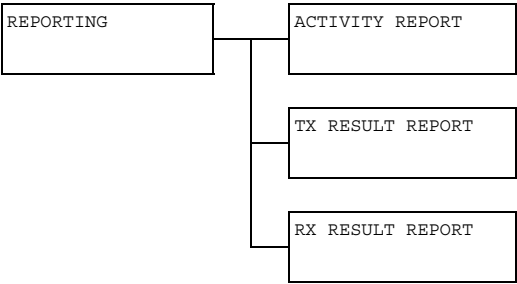 REPORTING
ACTIVITY REPORT
TX RESULT REPORT
RX RESULT REPORT